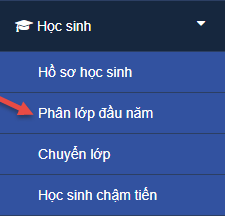 Học sinh
Hồ sơ học sinh
Phân lớp đầu năm
Chuyển lớp
Học sinh chậm tiến